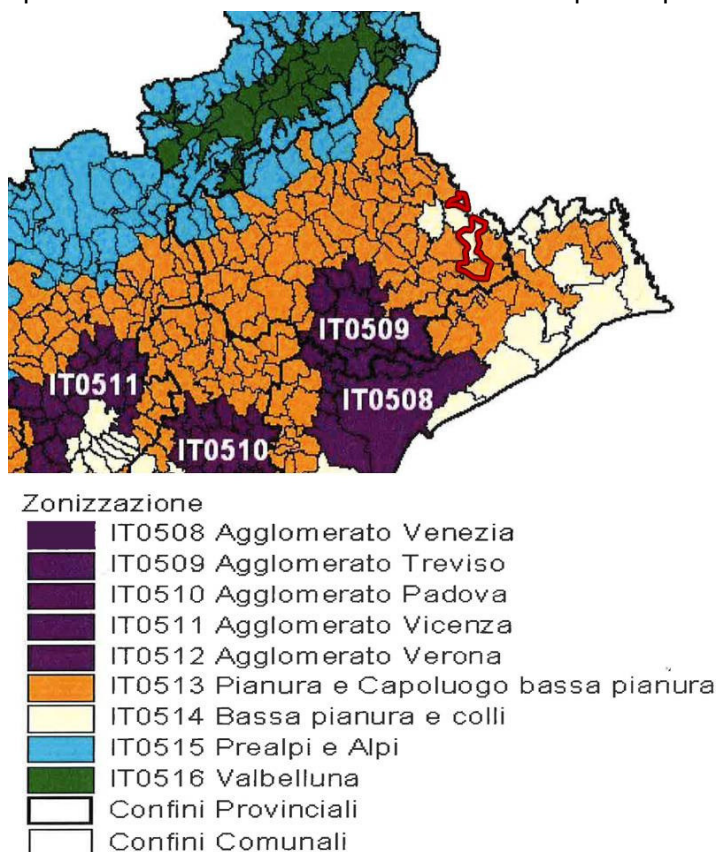 IT0509
IT0511
IT0508
IT0510
Zonizzazione
IT0508 Agglomerato Venezia
IT0509 Agglomerato Treviso
IT0510 Agglomerato Padova
IT0511 Agglomerato Vicenza
IT0512 Agglomerato Verona
IT0513 Pianura e Capoluogo bassa pianura
IT0514 Bassa pianura e colli
IT0515 Prealpi e Alpi
IT0516 Valbelluna
Confini Provinciali
Confini Comunali